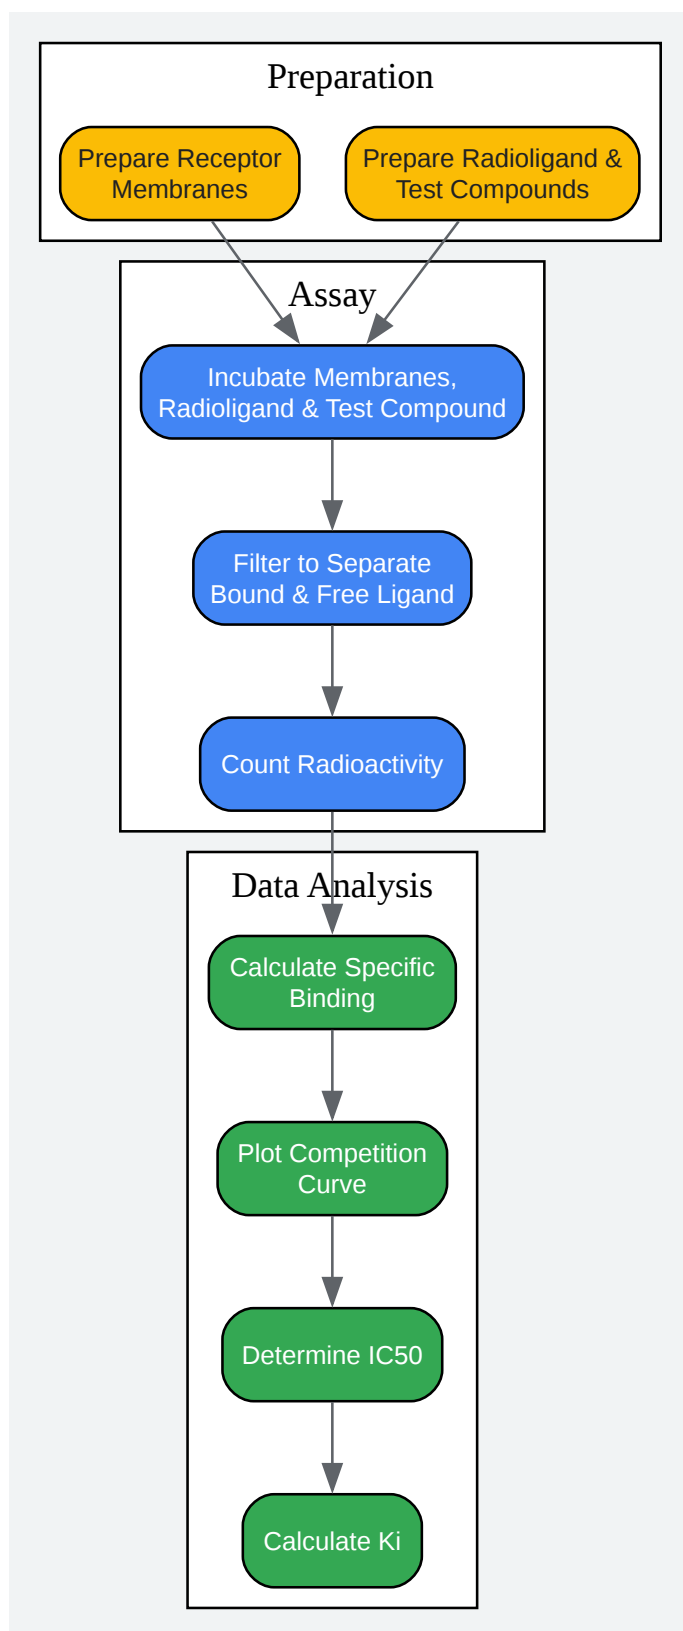 Preparation
Prepare Receptor
Membranes
Prepare Radioligand &
Test Compounds
Assay
Incubate Membranes,
Radioligand & Test Compound
Filter to Separate
Bound & Free Ligand
Count Radioactivity
Data Analysis
Calculate Specific
Binding
Plot Competition
Curve
Determine IC50
Calculate Ki